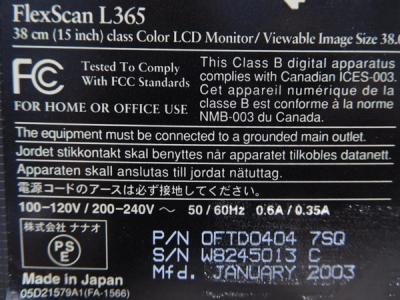 FlexScan L365
38 cm (15 inch) class Color LCD Monitor/ Viewable Image Size 38.0
FC
Tested To Comply
With FCC Standards
FOR HOME OR OFFICE USE
This Class B digital apparatus
complies with Canadian ICES-003.
Cet appareil numérique de la
classe B est conforme à la norme
NMB-003 du Canada.
The equipment must be connected to a grounded main outlet.
Jordet stikkontakt skal benyttes når apparatet tilkobles datanett.
Apparaten skall anslutas till jordat nätuttag.
電源コードのアースは必ず接地してください。
100-120V / 200-240V ～ 50 / 60Hz 0.6A / 0.35A
株式会社 ナナオ
PSE
Made in Japan
05D21579A1(FA-1566)
P/N 0FTD0404 7SQ
S/N W8245013 C
Mfd. JANUARY 2003